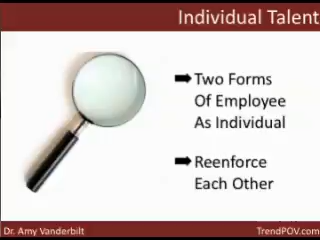 Individual Talent
Two Forms
Of Employee
As Individual
Reenforce
Each Other
Dr. Amy Vanderbilt
TrendPOV.com